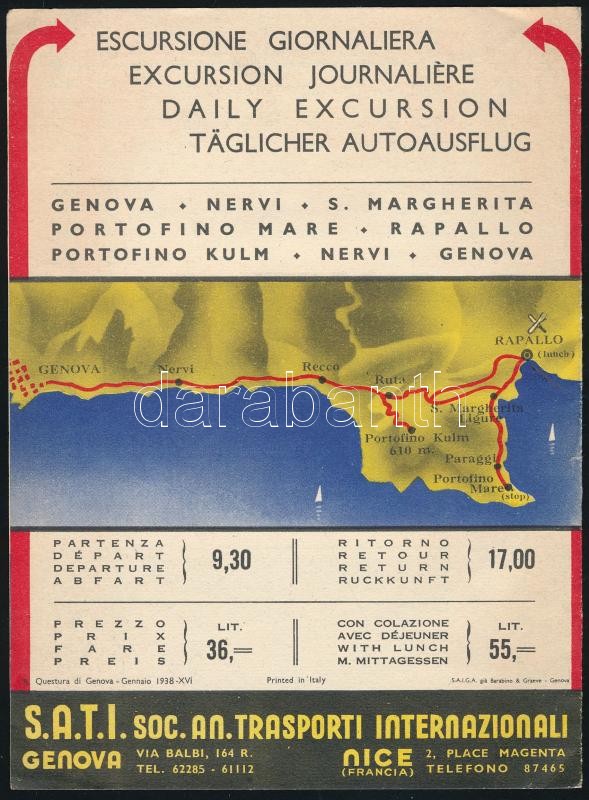 ESCURSIONE GIORNALIERA
EXCURSION JOURNALIÈRE
DAILY EXCURSION
TÄGLICHER AUTOAUSFLUG
GENOVA ◆ NERVI ◆ S. MARGHERITA
PORTOFINO MARE ◆ RAPALLO
PORTOFINO KULM ◆ NERVI ◆ GENOVA
RAPALLO
(lunch)
GENOVA
Nervi
Recco
Ruta
S. Margherita
Ligure
Portofino Kulm
610 m.
Paraggi
Portofino
Mare
(stop)
darabanth
PARTENZA
DÉPART
DEPARTURE
ABFART
9,30
RITORNO
RETOUR
RETURN
RUCKKUNFT
17,00
PREZZO
PRIX
FARE
PREIS
LIT.
36,=
CON COLAZIONE
AVEC DÉJEUNER
WITH LUNCH
M. MITTAGESSEN
LIT.
55,=
R. Questura di Genova - Gennaio 1938 -XVI
Printed in Italy
S.A.I.G.A. già Barabino & Graeve - Genova
S.A.T.I. SOC. AN. TRASPORTI INTERNAZIONALI
GENOVA VIA BALBI, 164 R.
TEL. 62285 - 61112
NICE
(FRANCIA)
2, PLACE MAGENTA
TELEFONO 87465